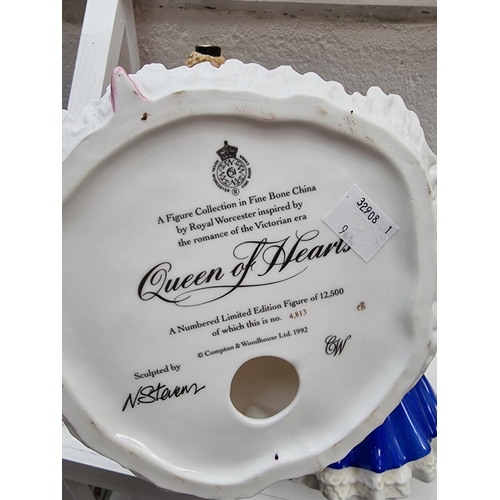 A Figure Collection in Fine Bone China
by Royal Worcester inspired by
the romance of the Victorian era
Queen of Hearts
A Numbered Limited Edition Figure of 12,500
of which this is no. 4,813
© Compton & Woodhouse Ltd. 1992
CW
Sculpted by
N. Stevens
32908 1